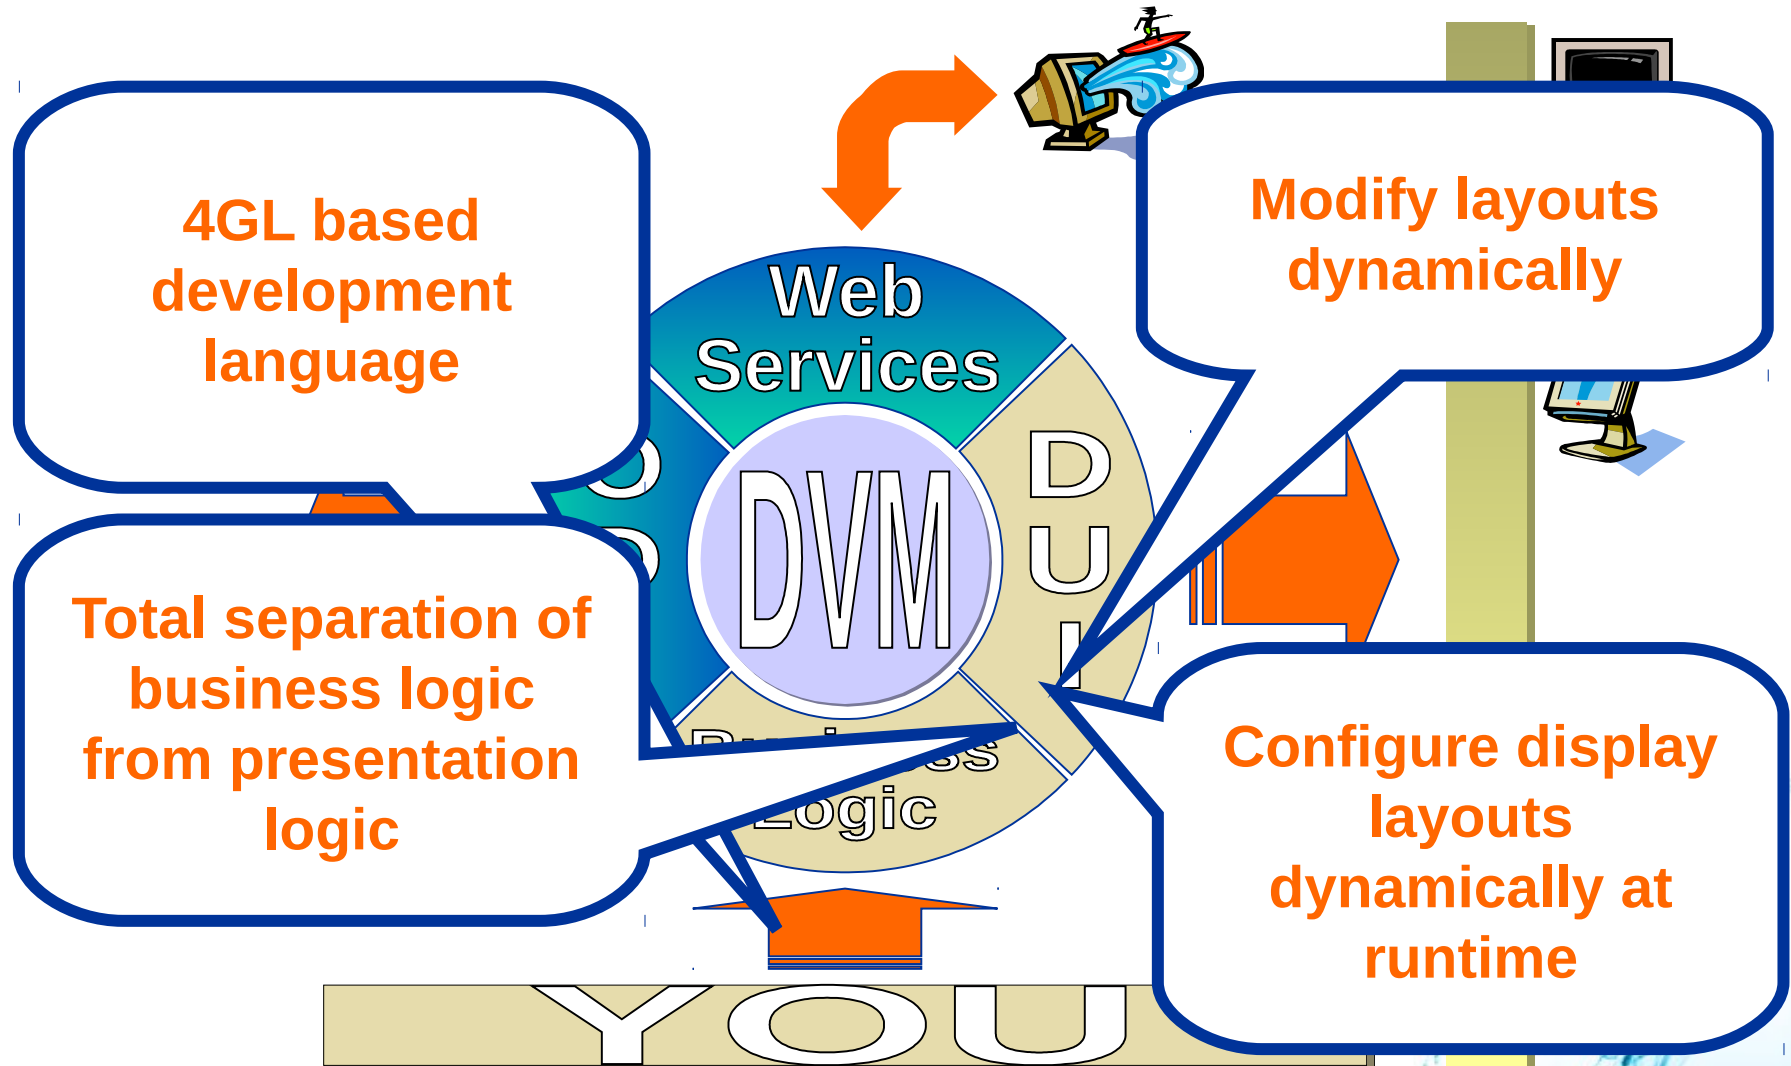 4GL based
development
language
Modify layouts
dynamically
Web
Services
DVM
D
U
I
Total separation of
business logic
from presentation
logic
Logic
Configure display
layouts
dynamically at
runtime
YOU